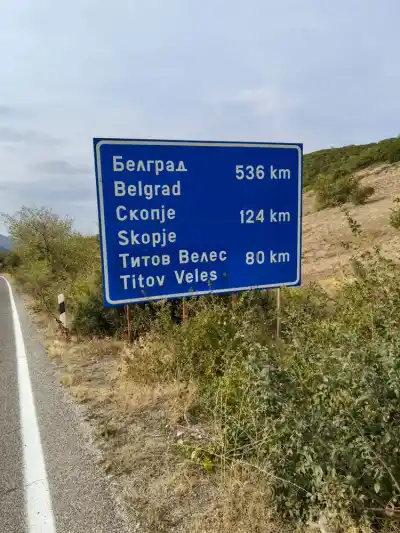 Белград 536 km
Belgrad
Скопје 124 km
Skopje
Титов Велес 80 km
Titov Veles